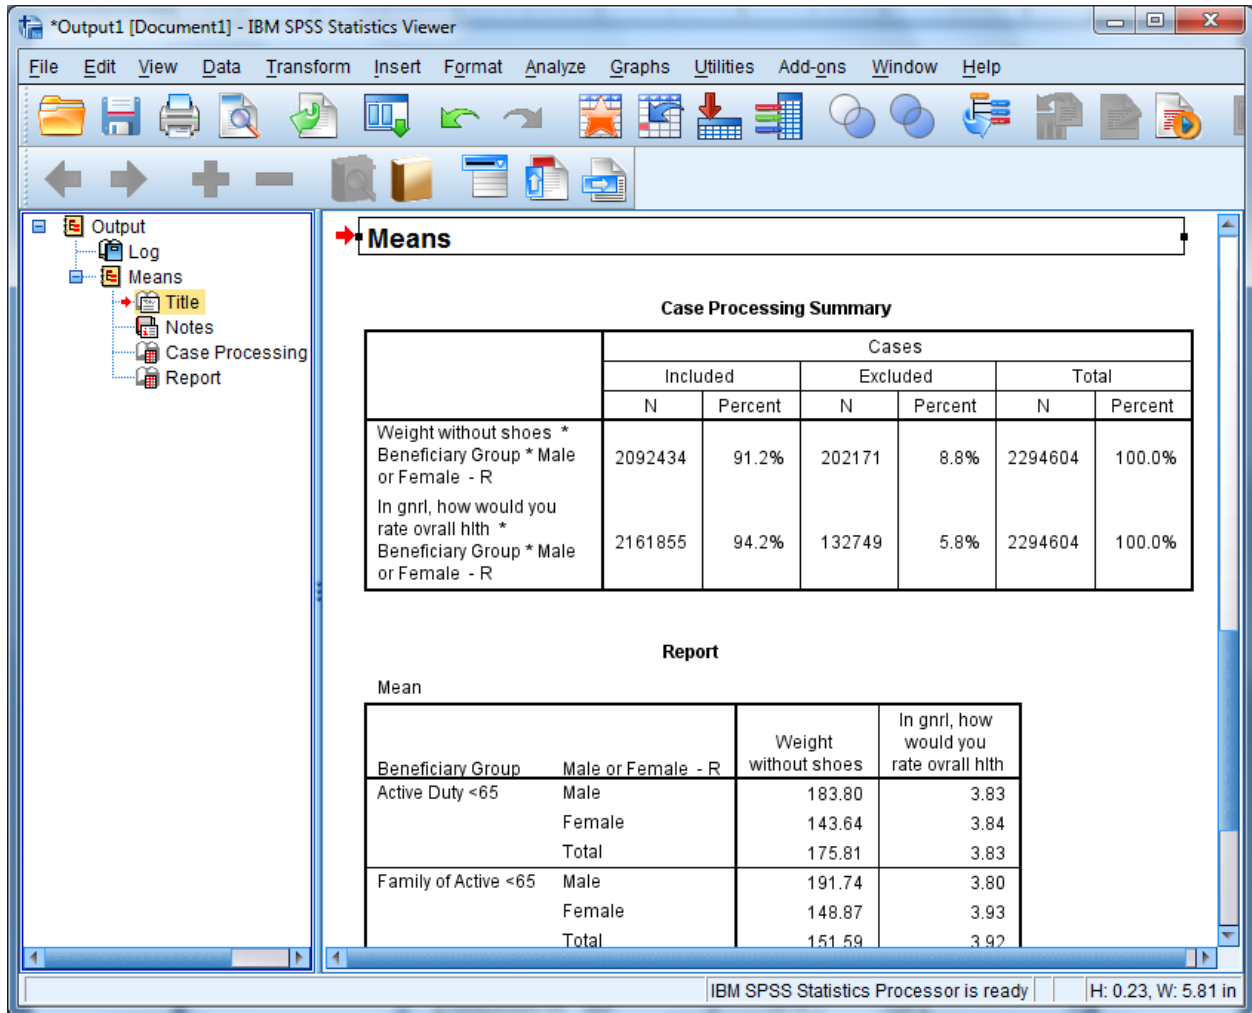 *Output1 [Document1] - IBM SPSS Statistics Viewer
File Edit View Data Transform Insert Format Analyze Graphs Utilities Add-ons Window Help
Output
Log
Means
Title
Notes
Case Processing
Report
Means
Case Processing Summary
Cases
Included Excluded Total
N Percent N Percent N Percent
Weight without shoes *
Beneficiary Group * Male
or Female - R
2092434 91.2% 202171 8.8% 2294604 100.0%
In gnrl, how would you
rate ovrall hlth *
Beneficiary Group * Male
or Female - R
2161855 94.2% 132749 5.8% 2294604 100.0%
Report
Mean
Beneficiary Group Male or Female - R
Weight
without shoes
In gnrl, how
would you
rate ovrall hlth
Active Duty <65 Male 183.80 3.83
Female 143.64 3.84
Total 175.81 3.83
Family of Active <65 Male 191.74 3.80
Female 148.87 3.93
Total 151.59 3.92
IBM SPSS Statistics Processor is ready H: 0.23, W: 5.81 in